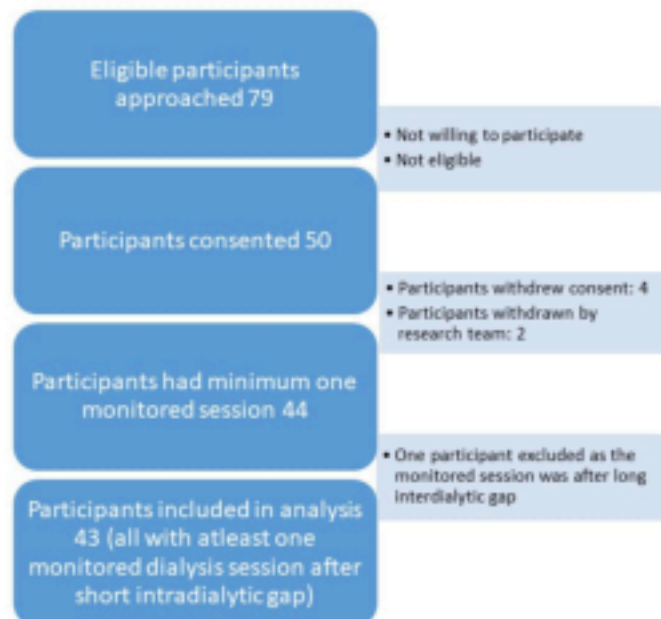 Eligible participants
approached 79
• Not willing to participate
• Not eligible
Participants consented 50
• Participants withdrew consent: 4
• Participants withdrawn by
research team: 2
Participants had minimum one
monitored session 44
• One participant excluded as the
monitored session was after long
interdialytic gap
Participants included in analysis
43 (all with atleast one
monitored dialysis session after
short intradialytic gap)